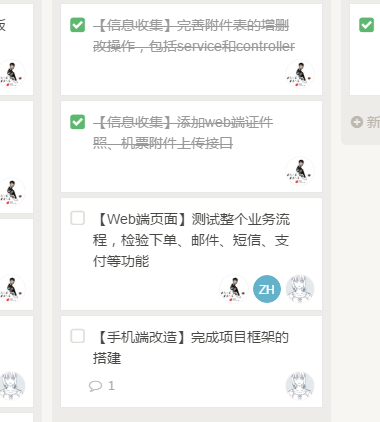 板
【信息收集】完善附件表的增删
改操作，包括service和controller
【信息收集】添加web端证件
照、机票附件上传接口
【Web端页面】测试整个业务流
程，检验下单、邮件、短信、支
付等功能
ZH
【手机端改造】完成项目框架的
搭建
1
新